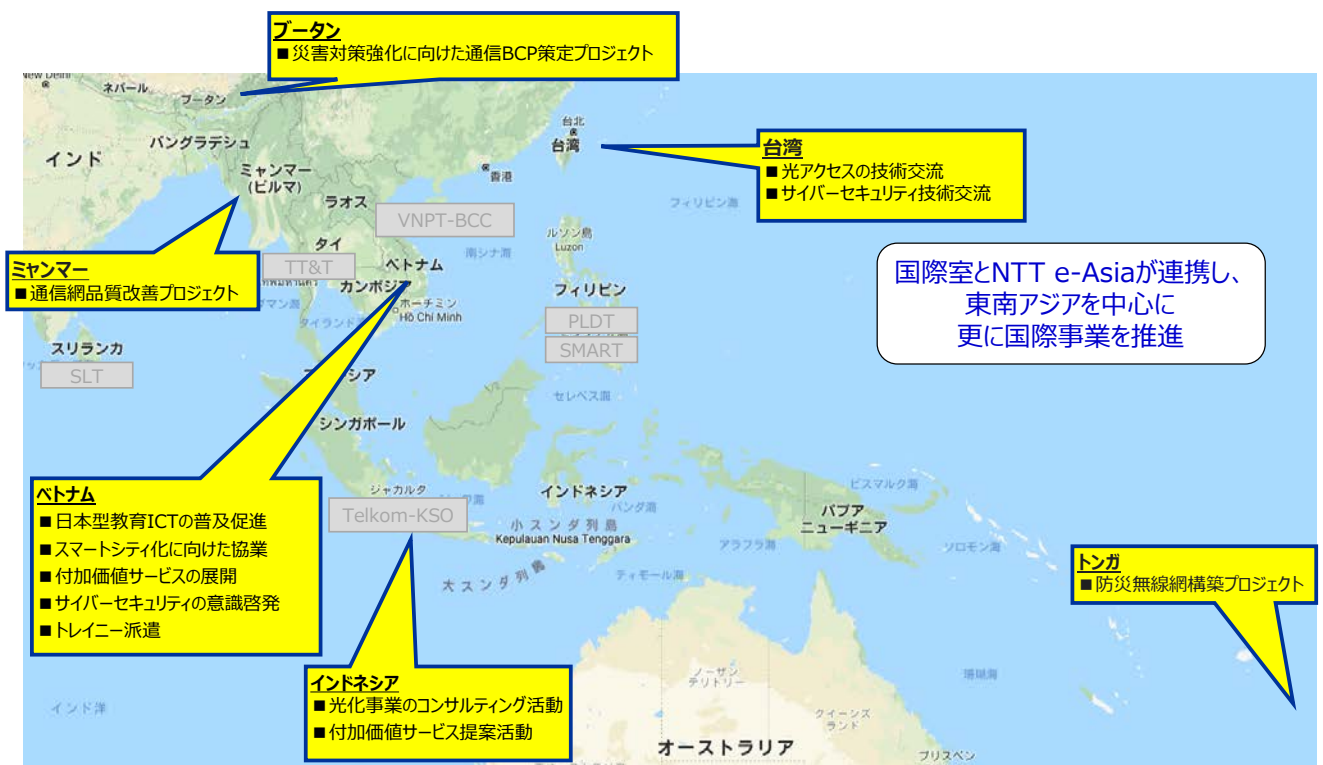 ブータン
■災害対策強化に向けた通信BCP策定プロジェクト
New Delhi
ネパール
ブータン
台北
台湾
台湾
■光アクセスの技術交流
■サイバーセキュリティ技術交流
バングラデシュ
インド
ミャンマー
(ビルマ)
香港
ラオス
VNPT-BCC
フィリピン海
ルソン島
Luzon
南シナ海
タイ
TT&T
ベトナム
カンボジア
ミャンマー
■通信網品質改善プロジェクト
ホーチミン
Hồ Chí Minh
フィリピン
PLDT
SMART
国際室とNTT e-Asiaが連携し、
東南アジアを中心に
更に国際事業を推進
スリランカ
SLT
シア
セレベス海
シンガポール
ベトナム
■日本型教育ICTの普及促進
■スマートシティ化に向けた協業
■付加価値サービスの展開
■サイバーセキュリティの意識啓発
■トレイニー派遣
ジャカルタ
Telkom-KSO
インドネシア
バンダ海
小スンダ列島
Kepulauan Nusa Tenggara
ビスマルク海
パプア
ニューギニア
アラフラ海
ソロモン海
大スンダ列島
ティモール海
トンガ
■防災無線網構築プロジェクト
インドネシア
■光化事業のコンサルティング活動
■付加価値サービス提案活動
ノーザン
テリトリー
珊瑚海
インド洋
クイーンズ
ランド
オーストラリア
ブリスベン